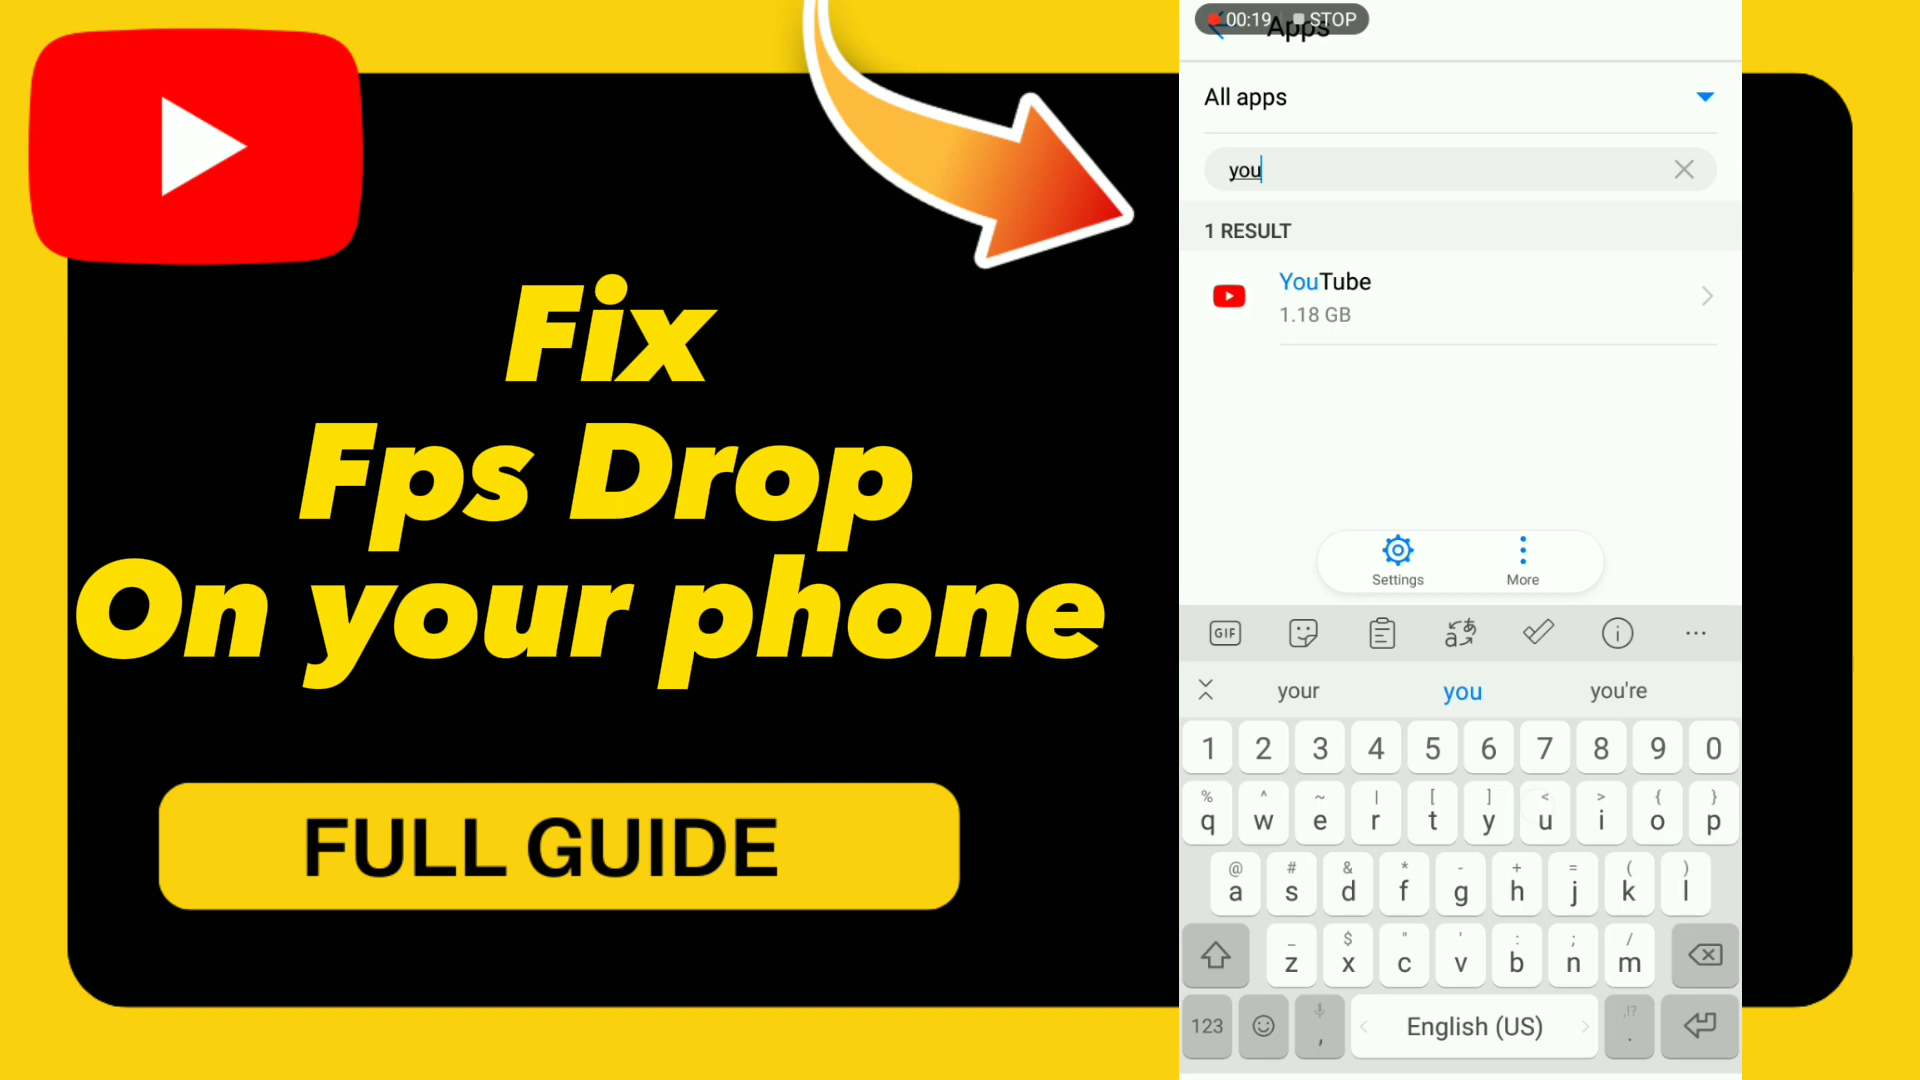 Fix
Fps Drop
On your phone
FULL GUIDE
00:19 STOP
Apps
All apps
you
1 RESULT
YouTube
1.18 GB
Settings More
GIF
your you you're
1 2 3 4 5 6 7 8 9 0
% ^ ~ | [ ] < > { }
q w e r t y u i o p
@ # & * - + = ( )
a s d f g h j k l
_ $ " ' : ; /
z x c v b n m
,!?
123 , English (US) .